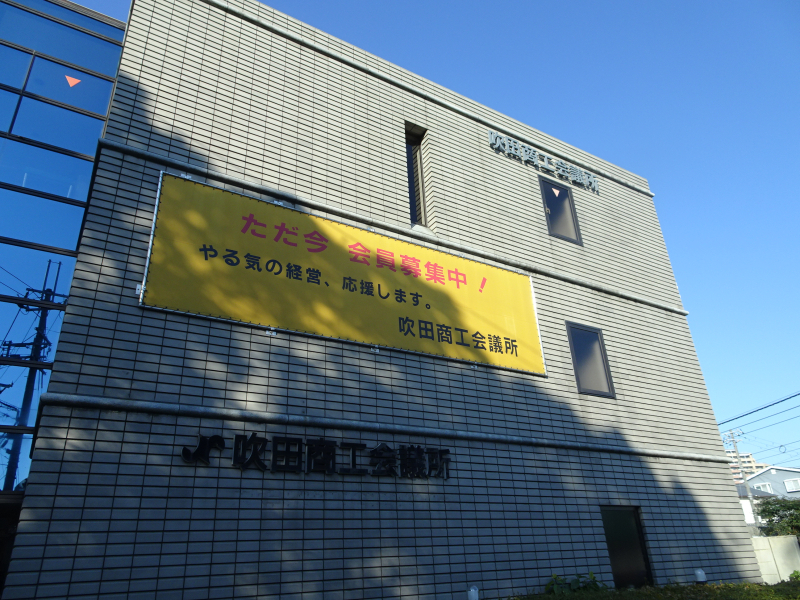 吹田商工会議所
ただ今 会員募集中！
やる気の経営、応援します。
吹田商工会議所
吹田商工会議所